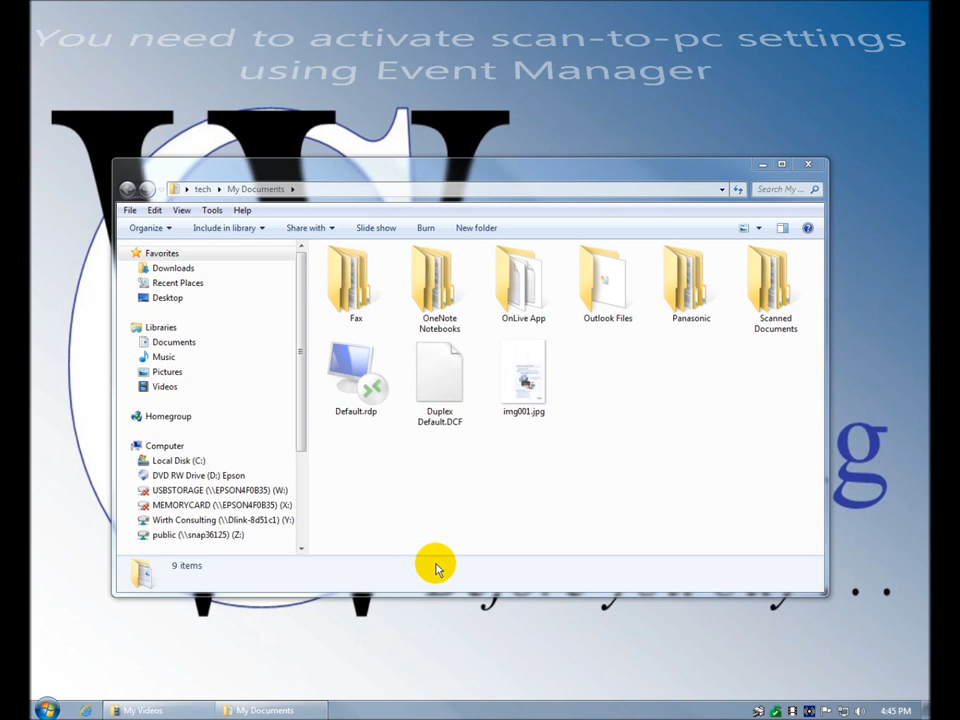 You need to activate scan-to-pc settings
using Event Manager
tech My Documents
Search My ...
File Edit View Tools Help
Organize Include in library Share with Slide show Burn New folder
Favorites
Downloads
Recent Places
Desktop
Libraries
Documents
Music
Pictures
Videos
Homegroup
Computer
Local Disk (C:)
DVD RW Drive (D:) Epson
USBSTORAGE (\\EPSON4F0B35) (W:)
MEMORYCARD (\\EPSON4F0B35) (X:)
Wirth Consulting (\\Dlink-8d51c1) (Y:)
public (\\snap36125) (Z:)
Fax
OneNote
Notebooks
OnLive App
Outlook Files
Panasonic
Scanned
Documents
Default.rdp
Duplex
Default.DCF
img001.jpg
9 items
My Videos
My Documents
4:45 PM